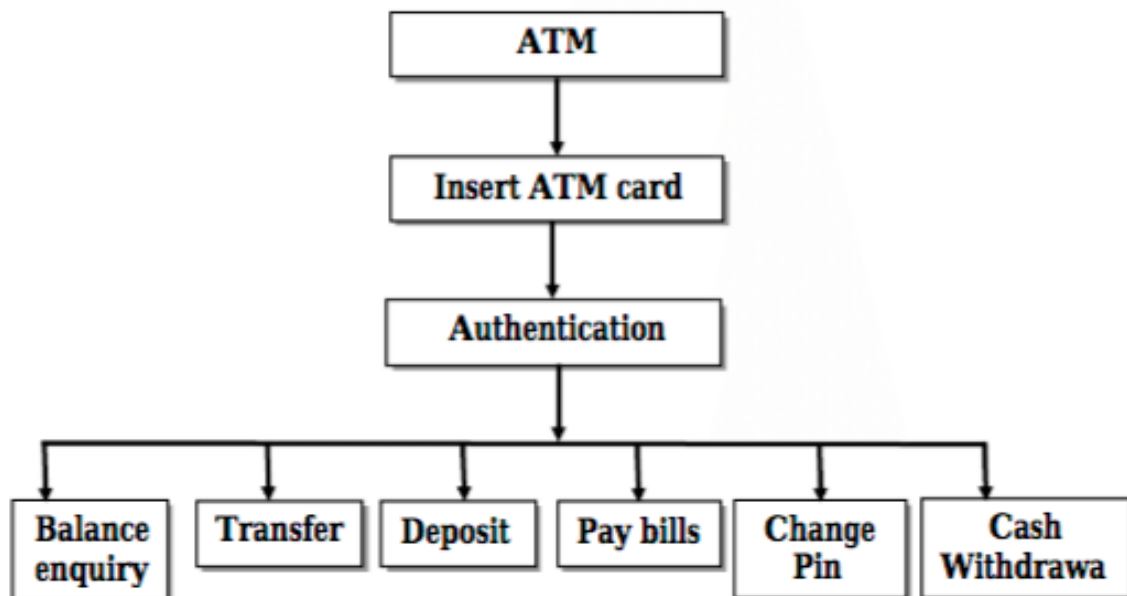 ATM
Insert ATM card
Authentication
Balance
enquiry
Transfer
Deposit
Pay bills
Change
Pin
Cash
Withdrawa